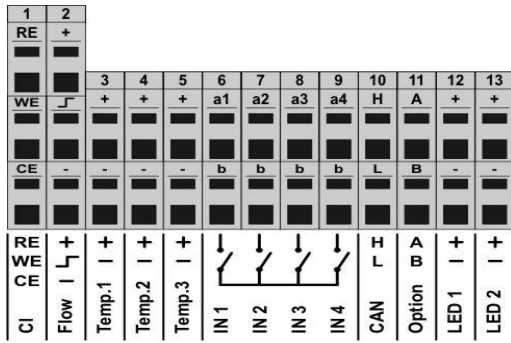 1 2
RE +
3 4 5 6 7 8 9 10 11 12 13
WE + + + a1 a2 a3 a4 H A + +
CE - - - - b b b b L B - -
RE + + + + H A + +
WE – – – L B – –
CE –
CI
Flow
Temp.1
Temp.2
Temp.3
IN 1
IN 2
IN 3
IN 4
CAN
Option
LED 1
LED 2